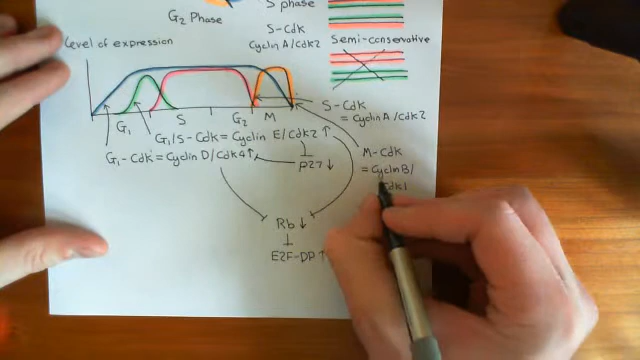 G₂ Phase
S phase
S-Cdk
Cyclin A/Cdk2
Semi-conservative
Level of expression
G₁
S
G₂
M
S-Cdk
= Cyclin A/Cdk2
G₁/S-Cdk = Cyclin E/Cdk2 ↑
G₁-Cdk = Cyclin D/Cdk4 ↑
p27 ↓
M-Cdk
= Cyclin B/
Cdk1
Rb ↓
E2F-DP ↑